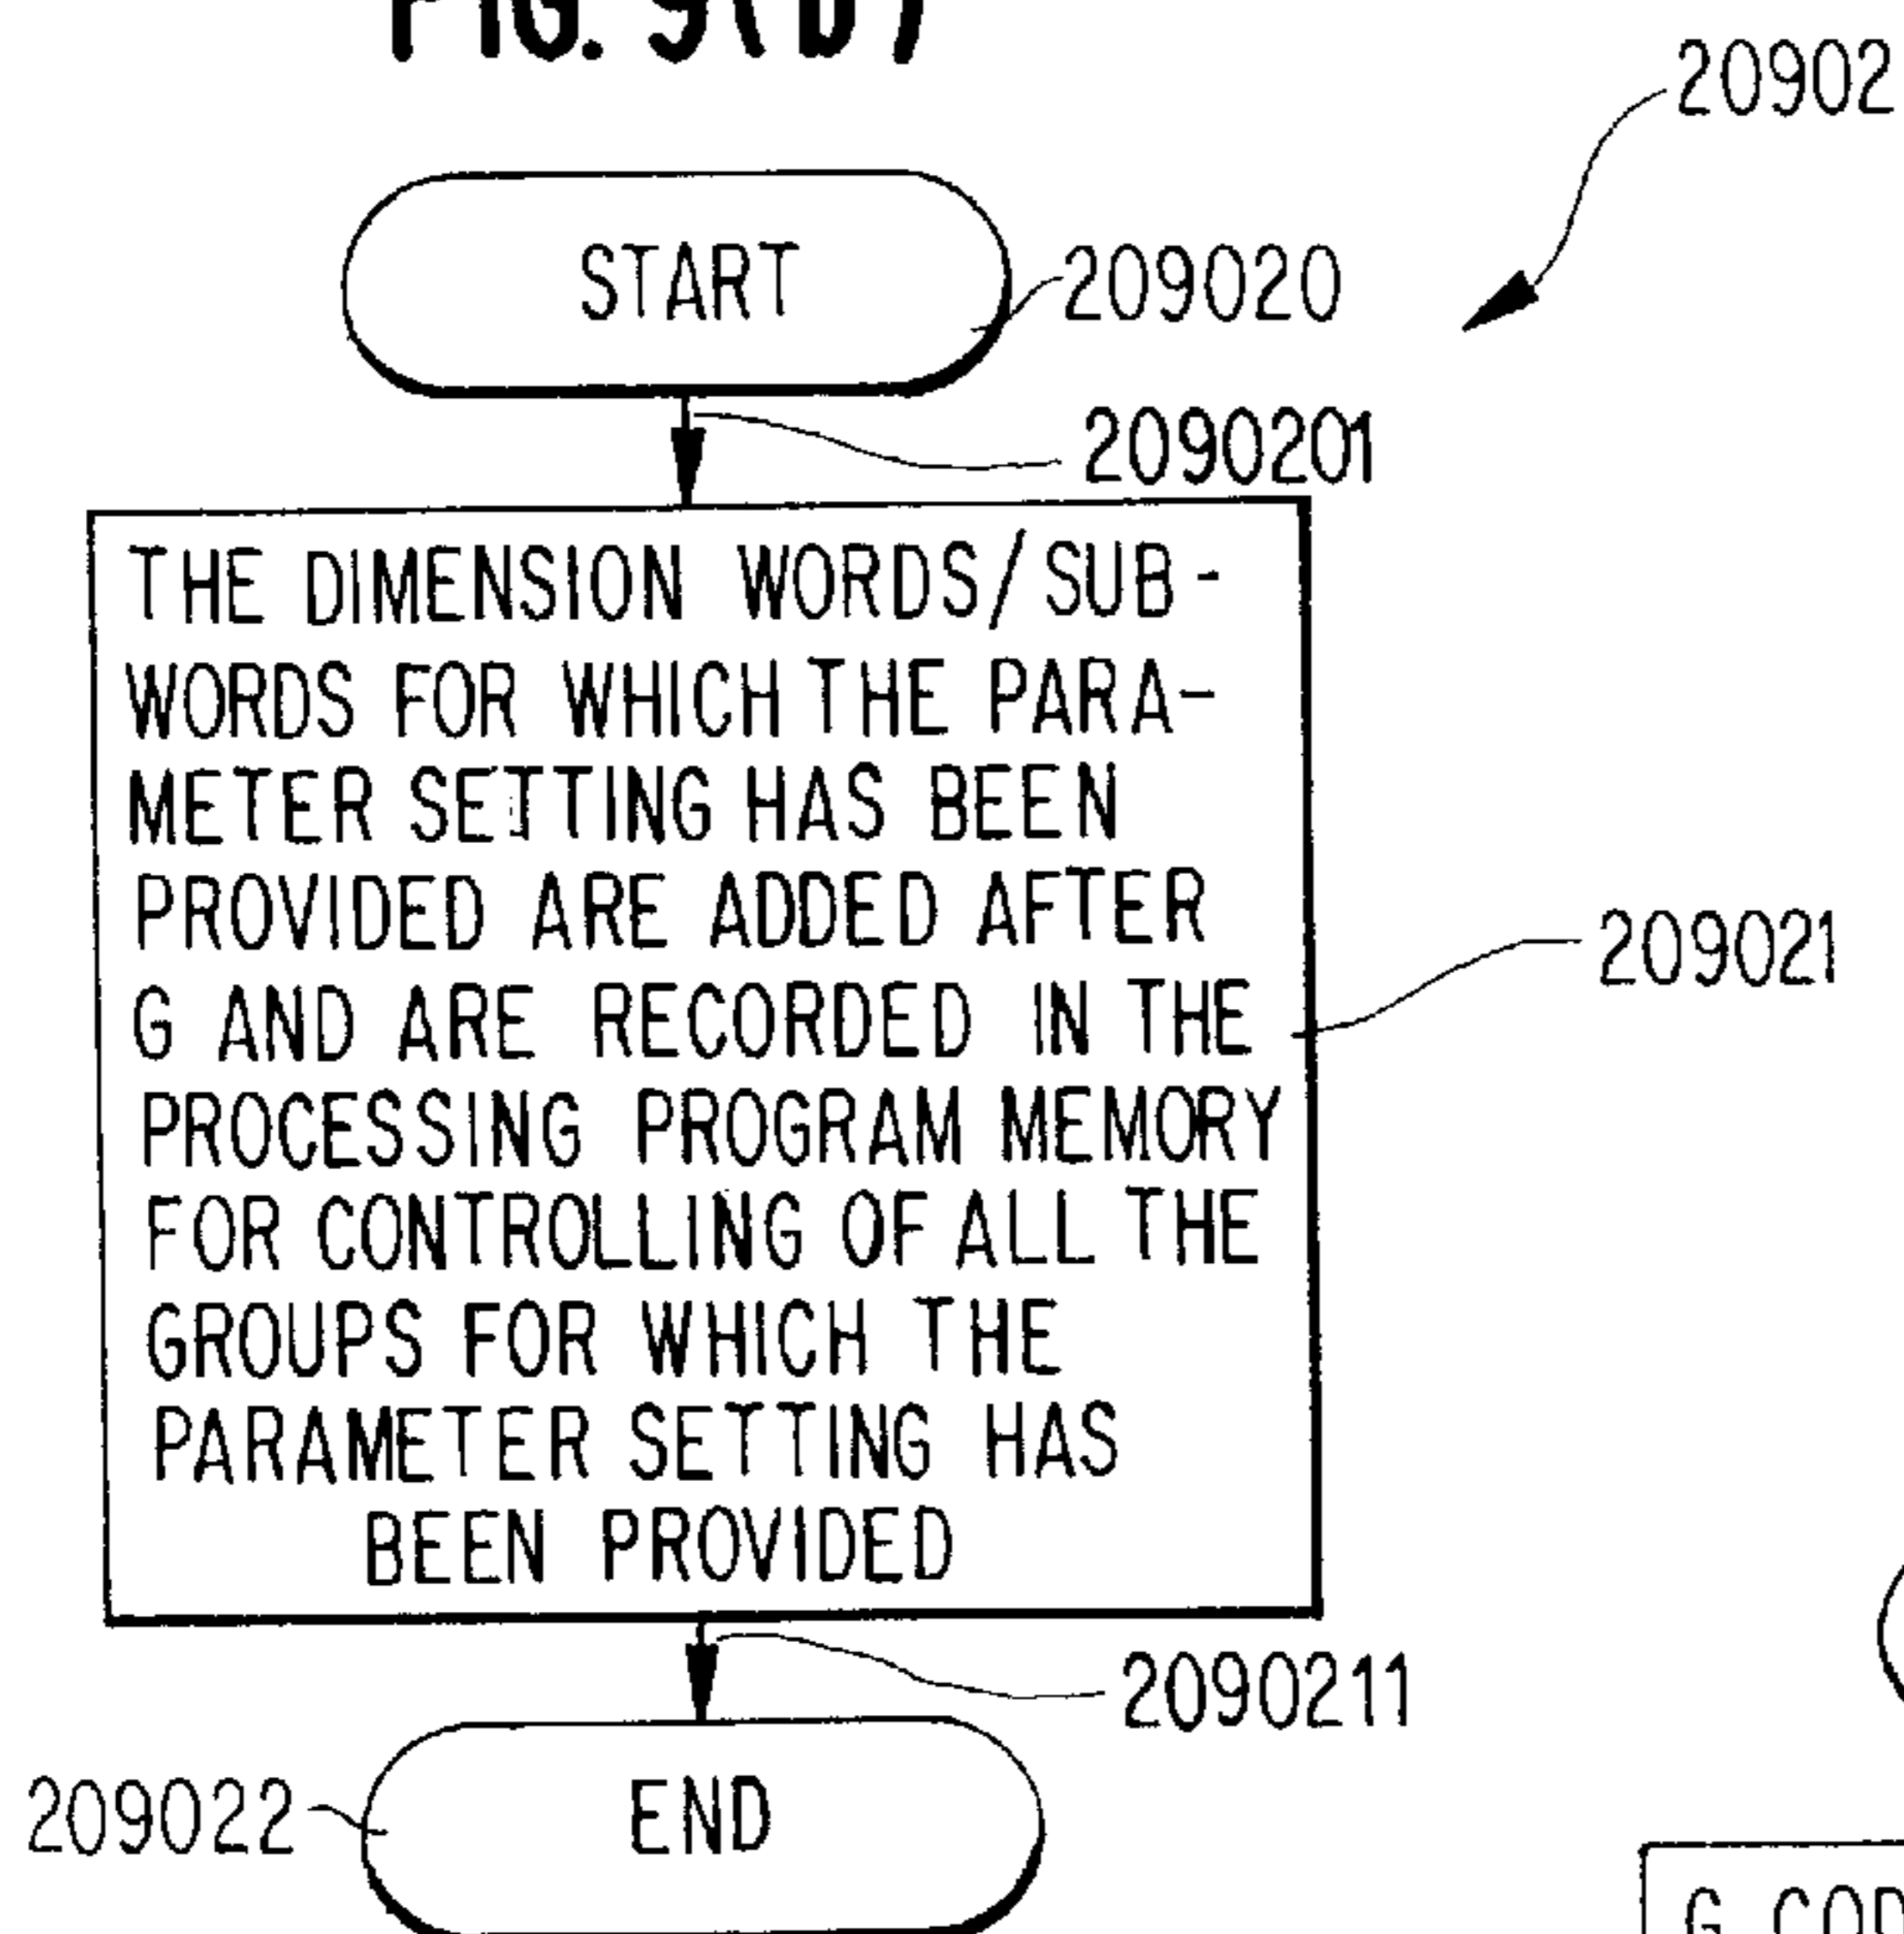 FIG. 9(b)
20902
START
209020
2090201
THE DIMENSION WORDS/SUB-
WORDS FOR WHICH THE PARA-
METER SETTING HAS BEEN
PROVIDED ARE ADDED AFTER
G AND ARE RECORDED IN THE
PROCESSING PROGRAM MEMORY
FOR CONTROLLING OF ALL THE
GROUPS FOR WHICH THE
PARAMETER SETTING HAS
BEEN PROVIDED
209021
2090211
END
209022
G